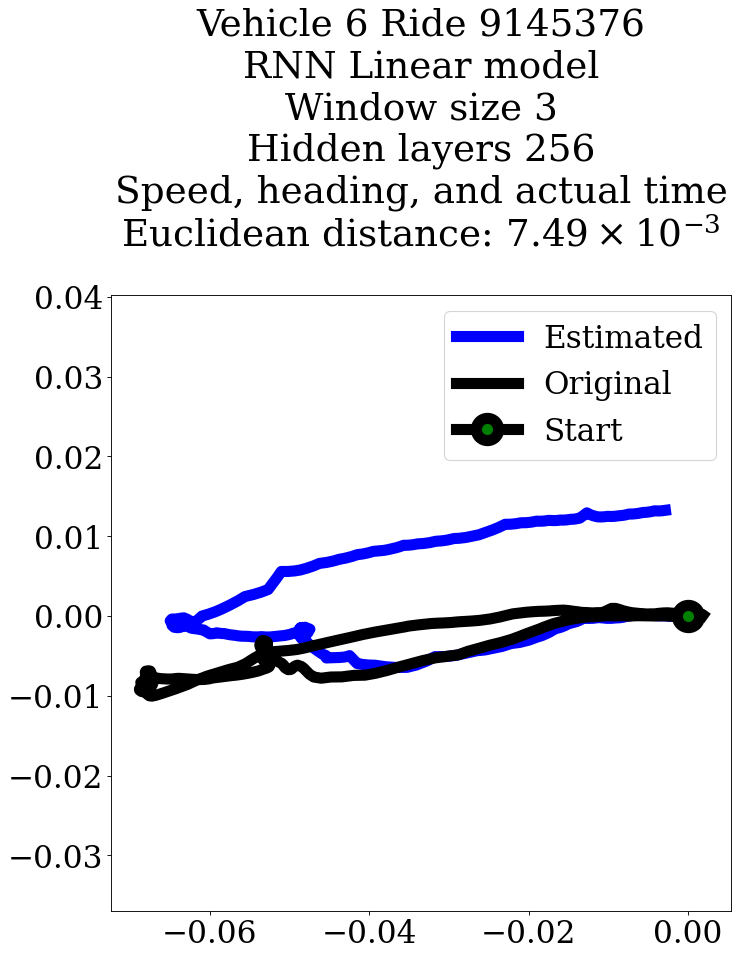 Vehicle 6 Ride 9145376
RNN Linear model
Window size 3
Hidden layers 256
Speed, heading, and actual time
Euclidean distance: 7.49 × 10⁻³
0.04
0.03
0.02
0.01
0.00
−0.01
−0.02
−0.03
Estimated
Original
Start
−0.06 −0.04 −0.02 0.00